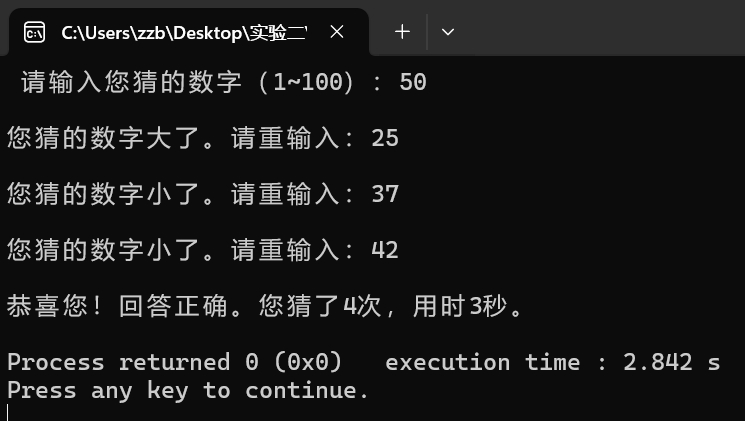 C:\Users\zzb\Desktop\实验二\
请输入您猜的数字（1~100）：50
您猜的数字大了。请重输入：25
您猜的数字小了。请重输入：37
您猜的数字小了。请重输入：42
恭喜您！回答正确。您猜了4次，用时3秒。
Process returned 0 (0x0)   execution time : 2.842 s
Press any key to continue.